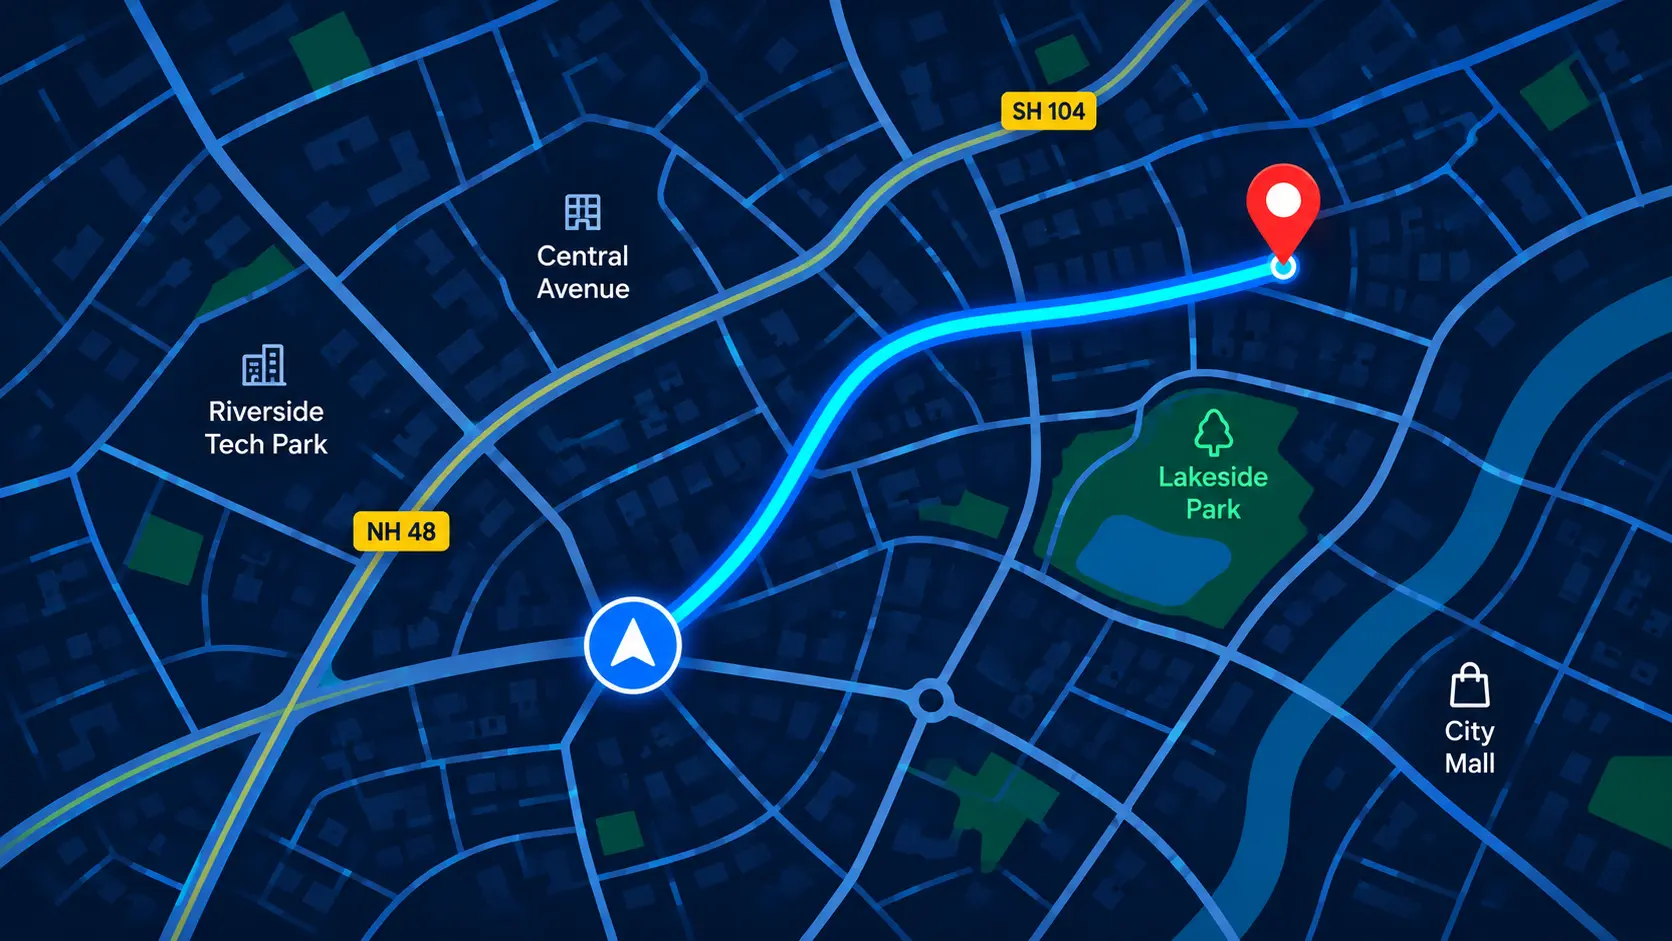 SH 104
Central
Avenue
Riverside
Tech Park
Lakeside
Park
NH 48
City
Mall